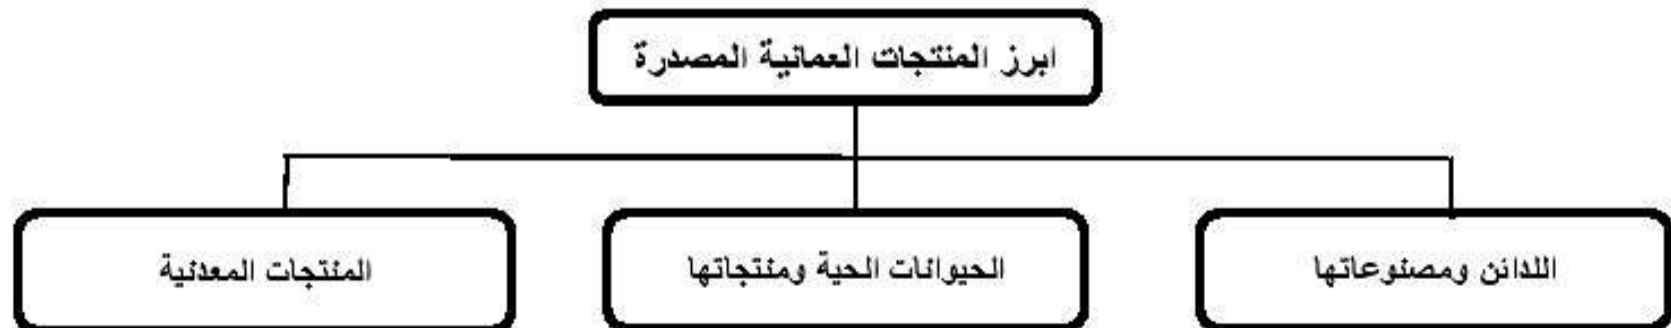 ابرز المنتجات العمانية المصدرة
اللدائن ومصنوعاتها
الحيوانات الحية ومنتجاتها
المنتجات المعدنية